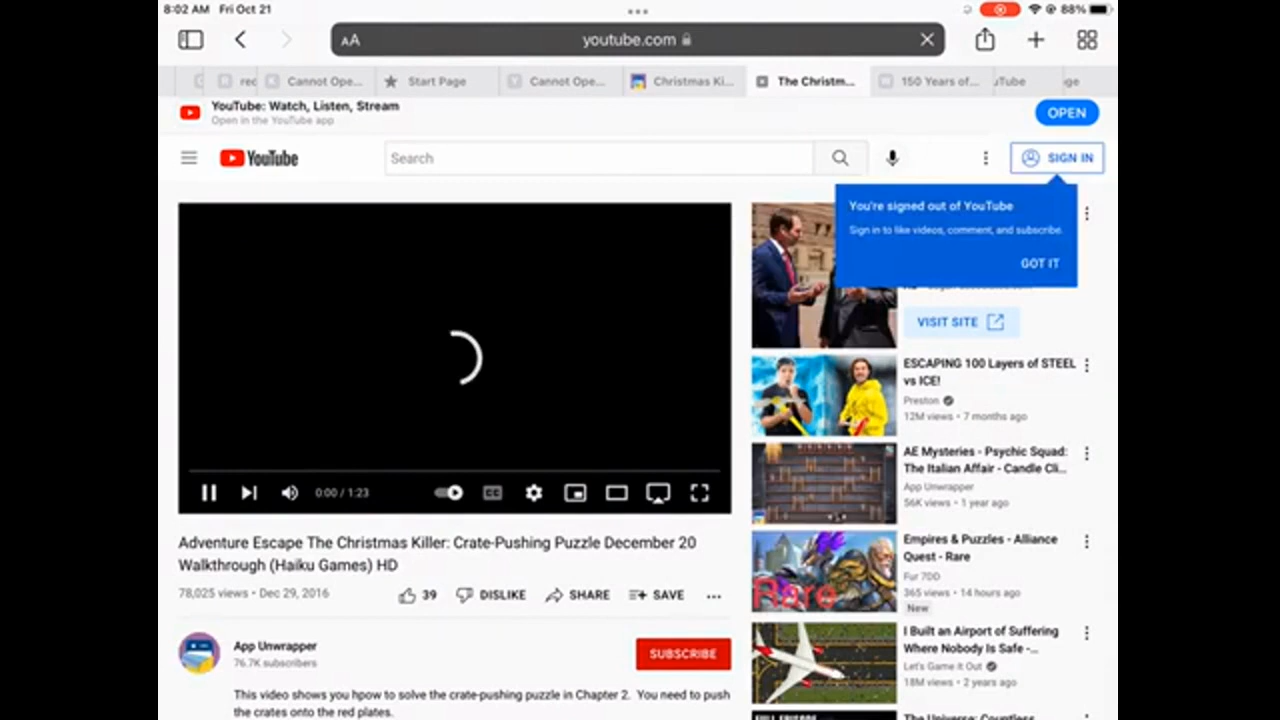 8:02 AM Fri Oct 21
88%
AA
youtube.com
rec
Cannot Ope...
Start Page
Cannot Ope...
Christmas Ki...
The Christm...
150 Years of...
uTube
ge
YouTube: Watch, Listen, Stream
Open in the YouTube app
OPEN
YouTube
Search
SIGN IN
You're signed out of YouTube
Sign in to like videos, comment, and subscribe.
GOT IT
VISIT SITE
ESCAPING 100 Layers of STEEL
vs ICE!
Preston
12M views • 7 months ago
AE Mysteries - Psychic Squad:
The Italian Affair - Candle Cli...
App Unwrapper
56K views • 1 year ago
Rare
Empires & Puzzles - Alliance
Quest - Rare
Fur 70D
365 views • 14 hours ago
New
I Built an Airport of Suffering
Where Nobody Is Safe -...
Let's Game It Out
18M views • 2 years ago
0:00 / 1:23
CC
Adventure Escape The Christmas Killer: Crate-Pushing Puzzle December 20
Walkthrough (Haiku Games) HD
78,025 views • Dec 29, 2016
39
DISLIKE
SHARE
SAVE
App Unwrapper
76.7K subscribers
SUBSCRIBE
This video shows you hpow to solve the crate-pushing puzzle in Chapter 2. You need to push
the crates onto the red plates.